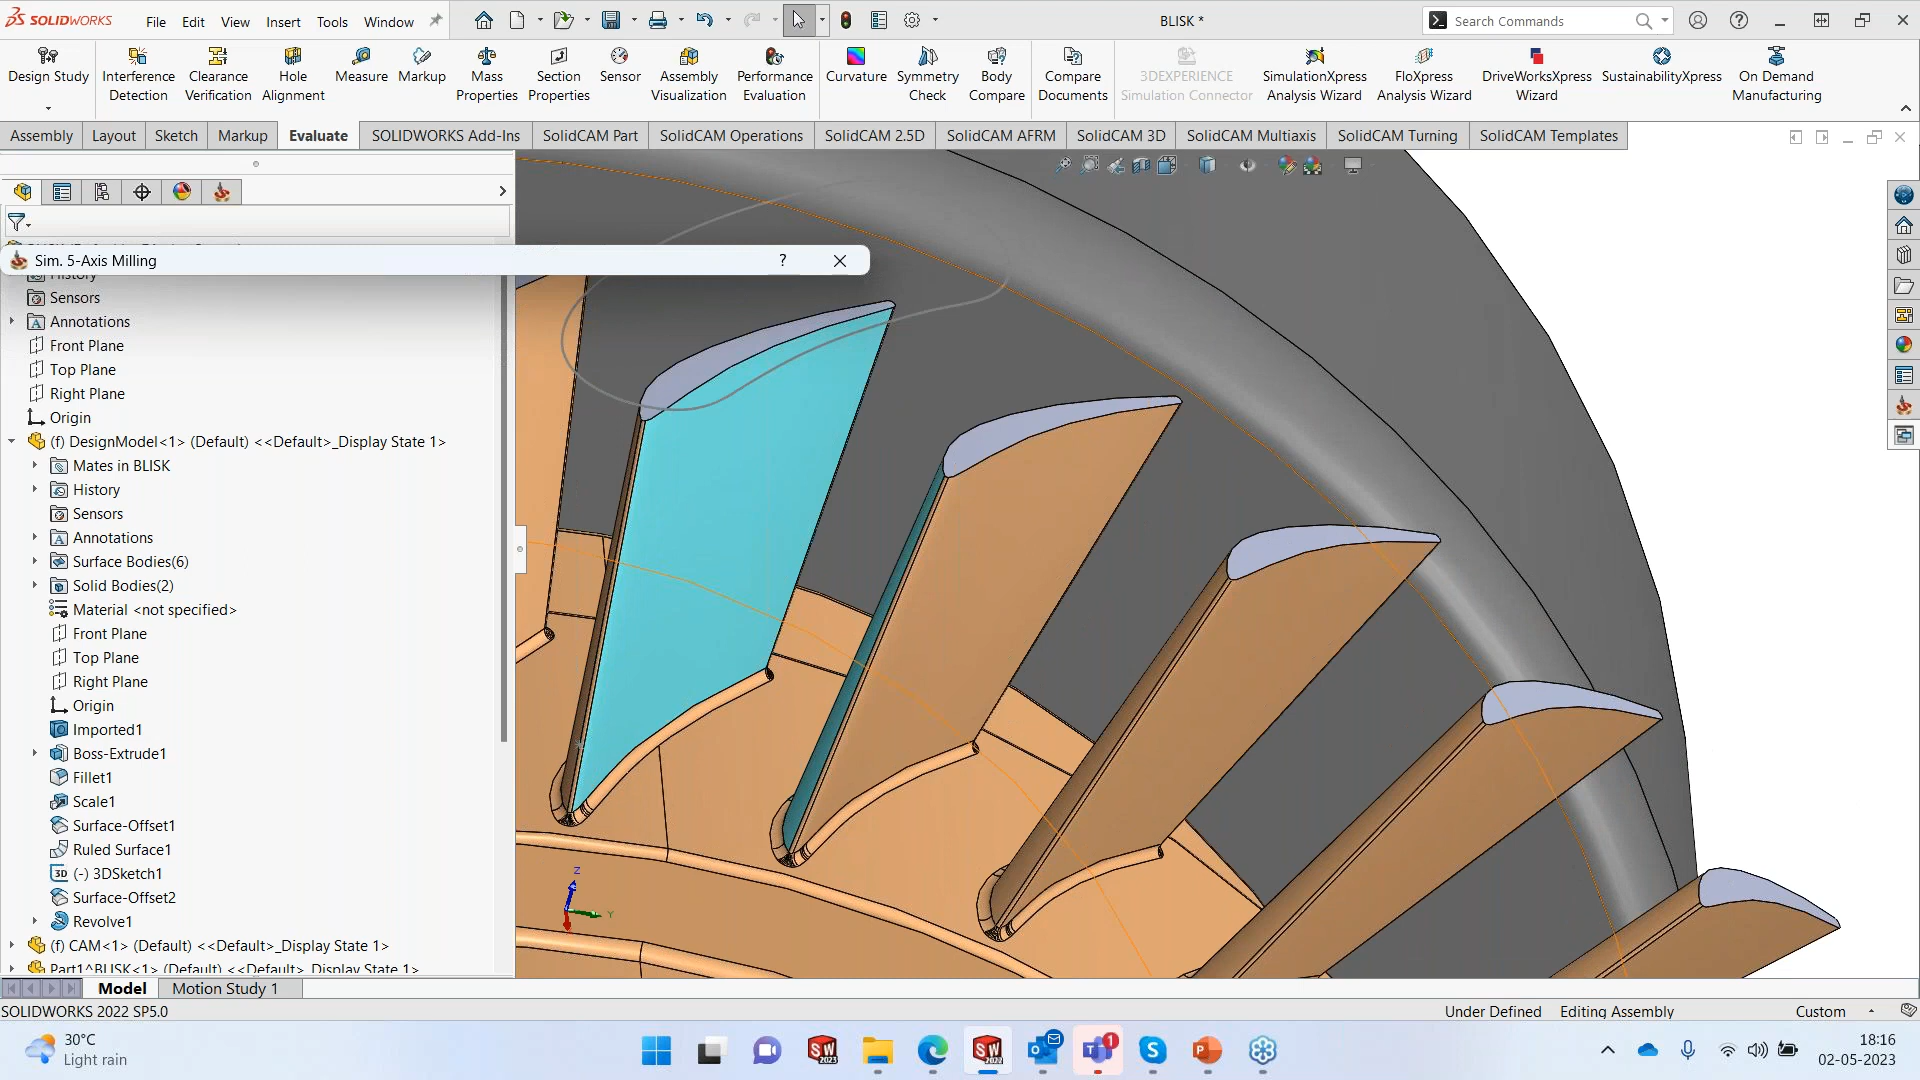 SOLIDWORKS File Edit View Insert Tools Window BLISK * Search Commands
Design Study
Interference Detection
Clearance Verification
Hole Alignment
Measure
Markup
Mass Properties
Section Properties
Sensor
Assembly Visualization
Performance Evaluation
Curvature
Symmetry Check
Body Compare
Compare Documents
3DEXPERIENCE Simulation Connector
SimulationXpress Analysis Wizard
FloXpress Analysis Wizard
DriveWorksXpress Wizard
SustainabilityXpress
On Demand Manufacturing
Assembly Layout Sketch Markup Evaluate SOLIDWORKS Add-Ins SolidCAM Part SolidCAM Operations SolidCAM 2.5D SolidCAM AFRM SolidCAM 3D SolidCAM Multiaxis SolidCAM Turning SolidCAM Templates
Sim. 5-Axis Milling ?
History
Sensors
Annotations
Front Plane
Top Plane
Right Plane
Origin
(f) DesignModel<1> (Default) <<Default>_Display State 1>
Mates in BLISK
History
Sensors
Annotations
Surface Bodies(6)
Solid Bodies(2)
Material <not specified>
Front Plane
Top Plane
Right Plane
Origin
Imported1
Boss-Extrude1
Fillet1
Scale1
Surface-Offset1
Ruled Surface1
3D (-) 3DSketch1
Surface-Offset2
Revolve1
(f) CAM<1> (Default) <<Default>_Display State 1>
Part1^BLISK<1> (Default) <<Default>_Display State 1>
Z
Y
Model Motion Study 1
SOLIDWORKS 2022 SP5.0 Under Defined Editing Assembly Custom
30°C
Light rain
SW
2023
SW
2022
1
18:16
02-05-2023